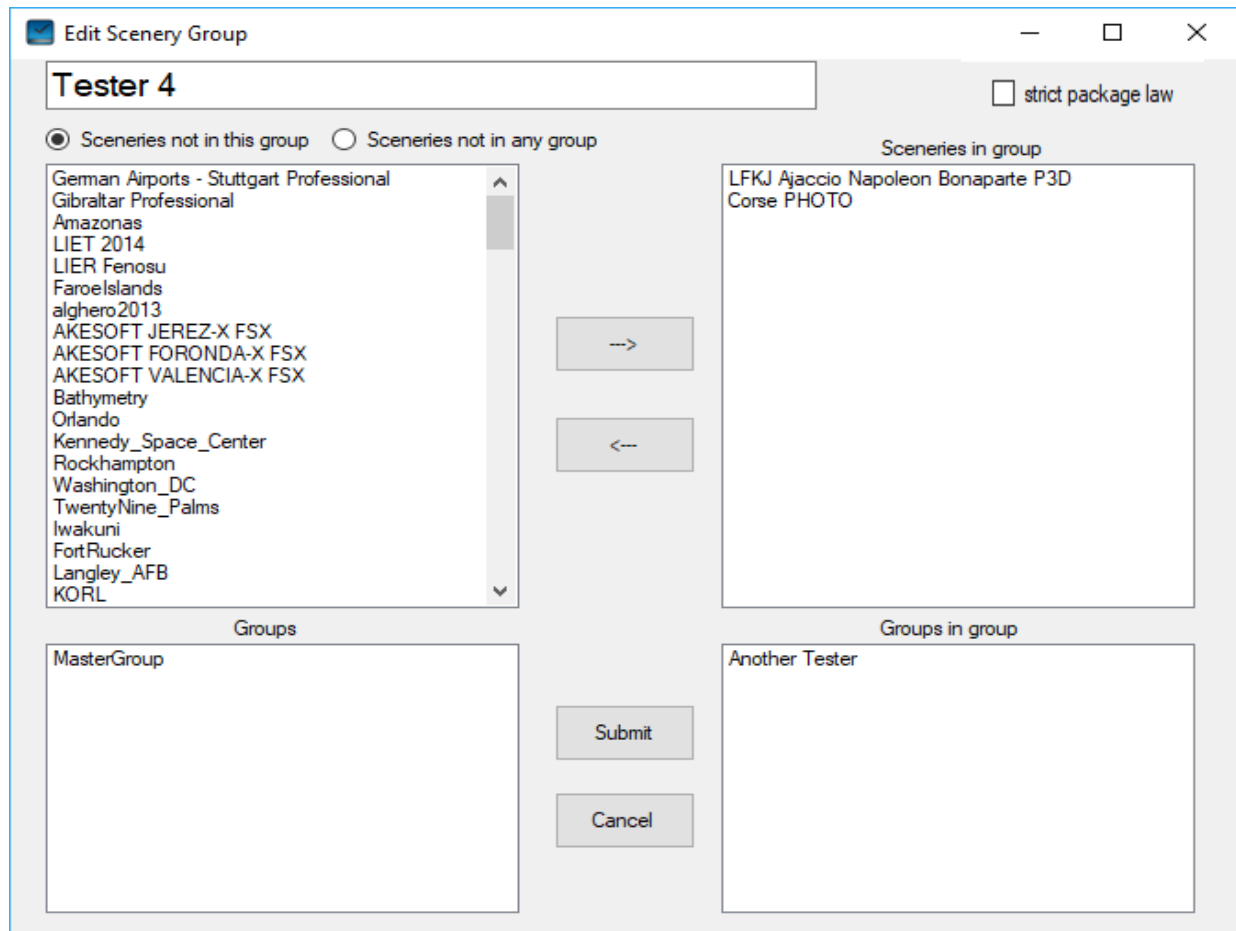 Edit Scenery Group
Tester 4
strict package law
Sceneries not in this group
Sceneries not in any group
Sceneries in group
German Airports - Stuttgart Professional
Gibraltar Professional
Amazonas
LIET 2014
LIER Fenosu
FaroeIslands
alghero2013
AKESOFT JEREZ-X FSX
AKESOFT FORONDA-X FSX
AKESOFT VALENCIA-X FSX
Bathymetry
Orlando
Kennedy_Space_Center
Rockhampton
Washington_DC
TwentyNine_Palms
Iwakuni
FortRucker
Langley_AFB
KORL
LFKJ Ajaccio Napoleon Bonaparte P3D
Corse PHOTO
--->
<---
Groups
MasterGroup
Groups in group
Another Tester
Submit
Cancel